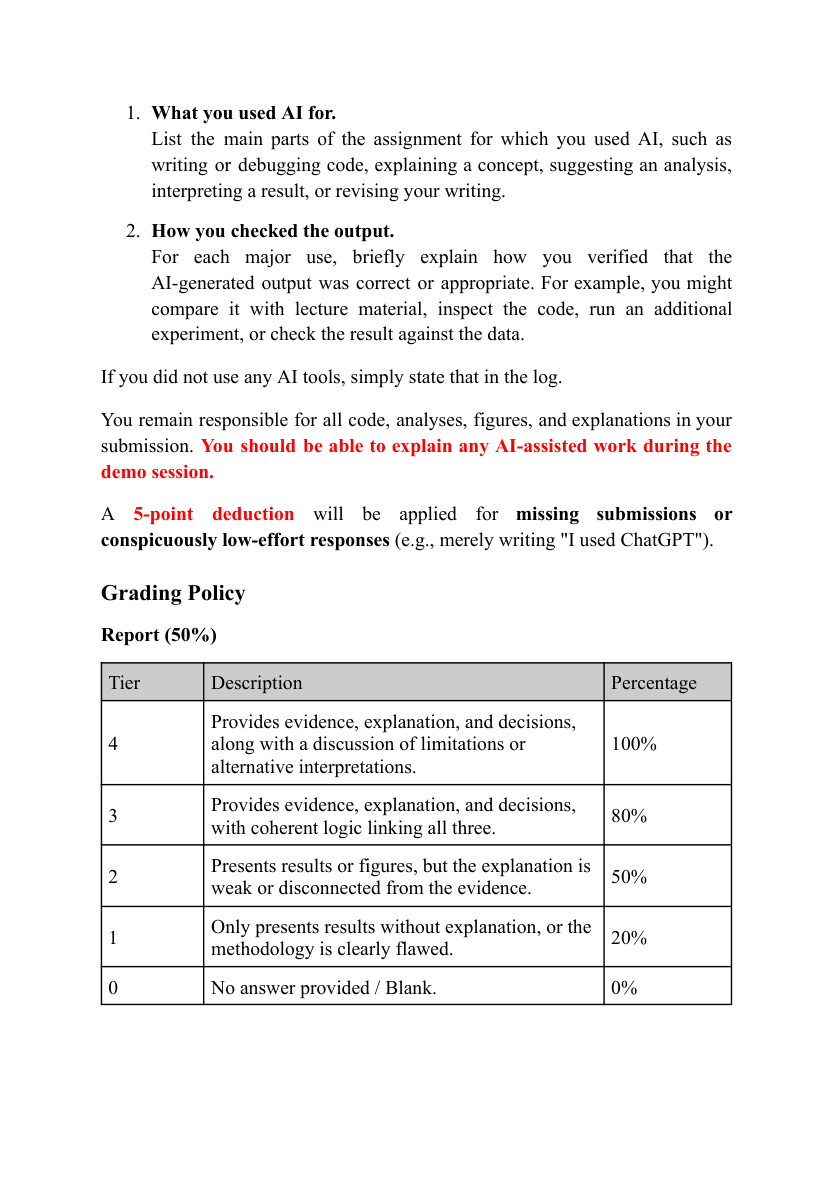 1. What you used AI for.
List the main parts of the assignment for which you used AI, such as
writing or debugging code, explaining a concept, suggesting an analysis,
interpreting a result, or revising your writing.
2. How you checked the output.
For each major use, briefly explain how you verified that the
AI-generated output was correct or appropriate. For example, you might
compare it with lecture material, inspect the code, run an additional
experiment, or check the result against the data.
If you did not use any AI tools, simply state that in the log.
You remain responsible for all code, analyses, figures, and explanations in your
submission. You should be able to explain any AI-assisted work during the
demo session.
A 5-point deduction will be applied for missing submissions or
conspicuously low-effort responses (e.g., merely writing "I used ChatGPT").
Grading Policy
Report (50%)
Tier Description Percentage
4 Provides evidence, explanation, and decisions,
along with a discussion of limitations or
alternative interpretations. 100%
3 Provides evidence, explanation, and decisions,
with coherent logic linking all three. 80%
2 Presents results or figures, but the explanation is
weak or disconnected from the evidence. 50%
1 Only presents results without explanation, or the
methodology is clearly flawed. 20%
0 No answer provided / Blank. 0%